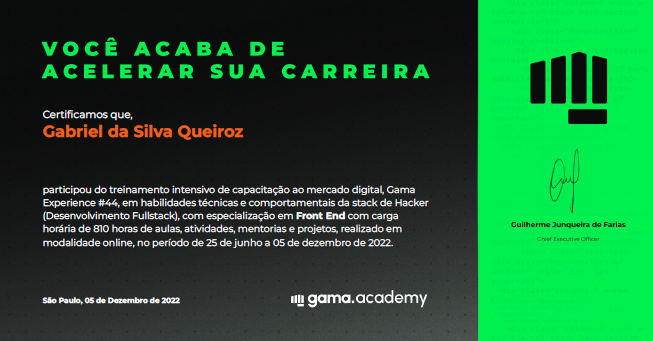 VOCÊ ACABA DE
ACELERAR SUA CARREIRA
Certificamos que,
Gabriel da Silva Queiroz
participou do treinamento intensivo de capacitação ao mercado digital, Gama
Experience #44, em habilidades técnicas e comportamentais da stack de Hacker
(Desenvolvimento Fullstack), com especialização em Front End com carga
horária de 810 horas de aulas, atividades, mentorias e projetos, realizado em
modalidade online, no período de 25 de junho a 05 de dezembro de 2022.
São Paulo, 05 de Dezembro de 2022
gama.academy
Guilherme Junqueira de Farias
Chief Executive Officer